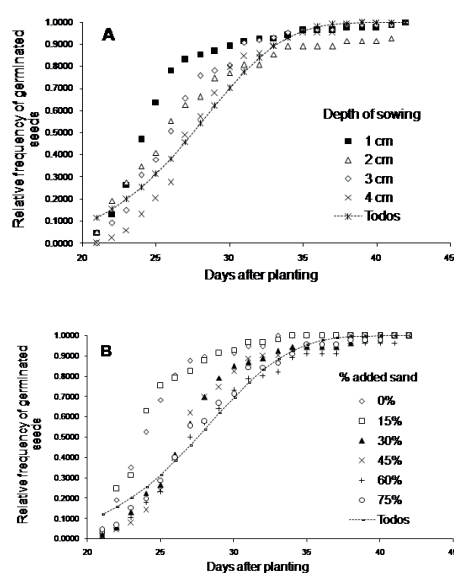 A
1.0000
0.9000
0.8000
0.7000
0.6000
0.5000
0.4000
0.3000
0.2000
0.1000
0.0000
Relative frequency of germinated
seeds
Depth of sowing
1 cm
2 cm
3 cm
4 cm
Todos
20 25 30 35 40
Days after planting
B
1.0000
0.9000
0.8000
0.7000
0.6000
0.5000
0.4000
0.3000
0.2000
0.1000
0.0000
Relative frequency of germinated
seeds
% added sand
0%
15%
30%
45%
60%
75%
Todos
20 25 30 35 40
Days after planting